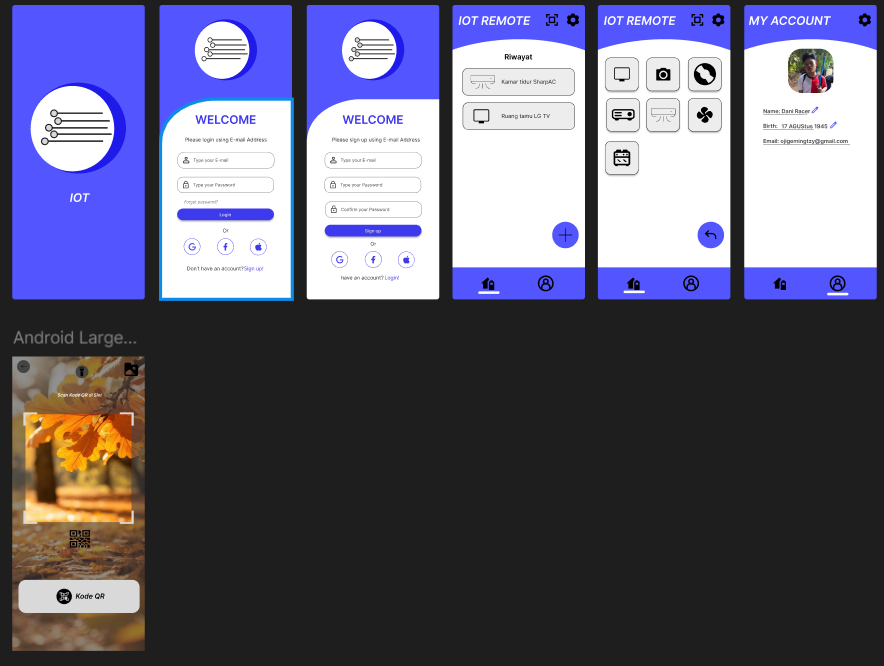 IOT
WELCOME
Please login using E-mail Address
Type your E-mail
Type your Password
Forgot password?
Login
Or
Don't have an account? Sign up!
WELCOME
Please sign up using E-mail Address
Type your E-mail
Type your Password
Confirm your Password
Sign up
Or
have an account? Login!
IOT REMOTE
Riwayat
Kamar tidur SharpAC
Ruang tamu LG TV
IOT REMOTE
MY ACCOUNT
Name: Dani Racer
Birth: 17 AGUStus 1945
Email: ojigemingtzy@gmail.com
Android Large...
Scan Kode QR di Sini
Kode QR